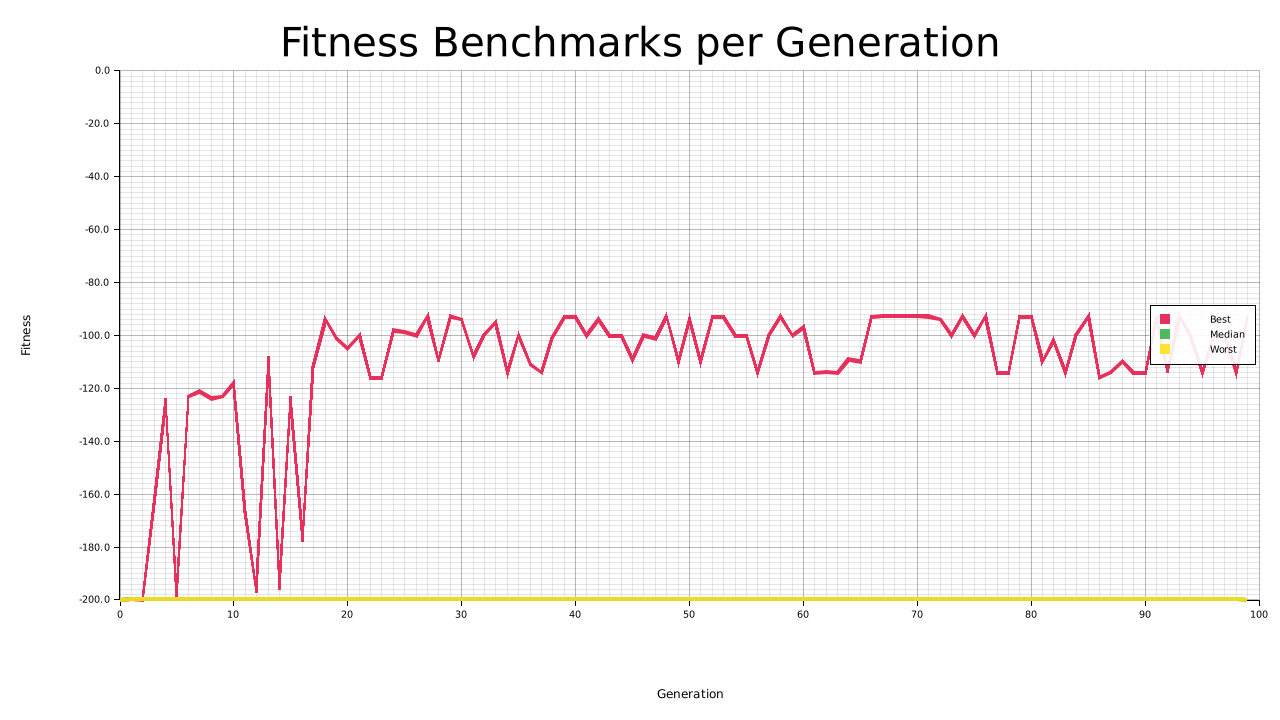 Fitness Benchmarks per Generation
0.0
-20.0
-40.0
-60.0
-80.0
-100.0
-120.0
-140.0
-160.0
-180.0
-200.0
Fitness
Best
Median
Worst
0 10 20 30 40 50 60 70 80 90 100
Generation